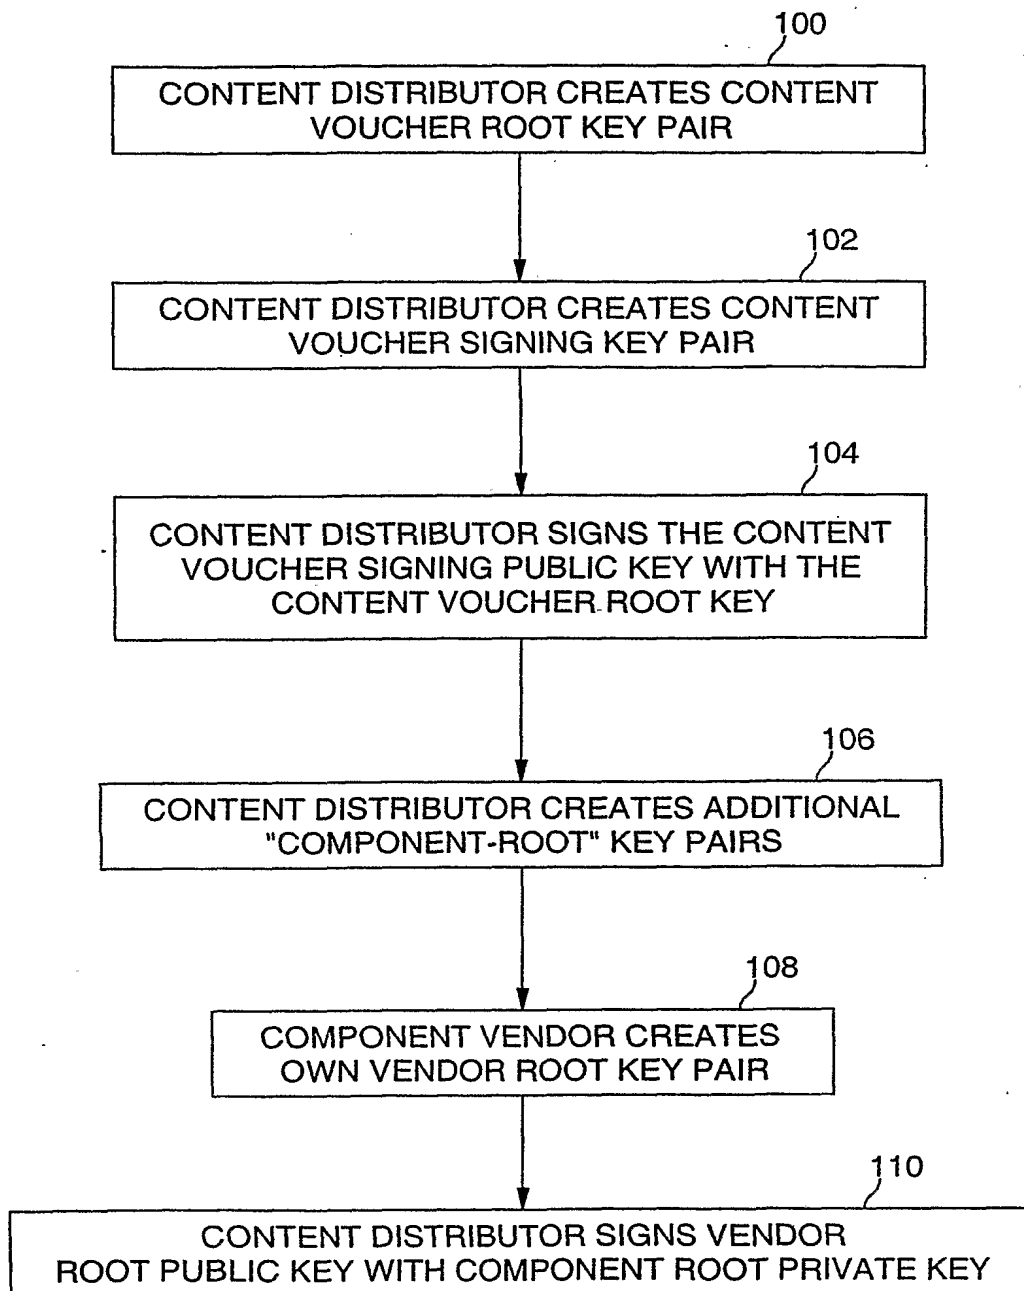 100
CONTENT DISTRIBUTOR CREATES CONTENT
VOUCHER ROOT KEY PAIR
102
CONTENT DISTRIBUTOR CREATES CONTENT
VOUCHER SIGNING KEY PAIR
104
CONTENT DISTRIBUTOR SIGNS THE CONTENT
VOUCHER SIGNING PUBLIC KEY WITH THE
CONTENT VOUCHER ROOT KEY
106
CONTENT DISTRIBUTOR CREATES ADDITIONAL
"COMPONENT-ROOT" KEY PAIRS
108
COMPONENT VENDOR CREATES
OWN VENDOR ROOT KEY PAIR
110
CONTENT DISTRIBUTOR SIGNS VENDOR
ROOT PUBLIC KEY WITH COMPONENT ROOT PRIVATE KEY